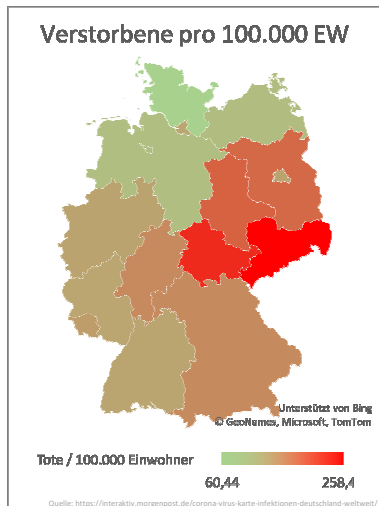 Verstorbene pro 100.000 EW
Unterstützt von Bing
© GeoNames, Microsoft, TomTom
Tote / 100.000 Einwohner
60,44
258,4
Quelle: https://interaktiv.morgenpost.de/corona-virus-karte-infektionen-deutschland-weltweit/